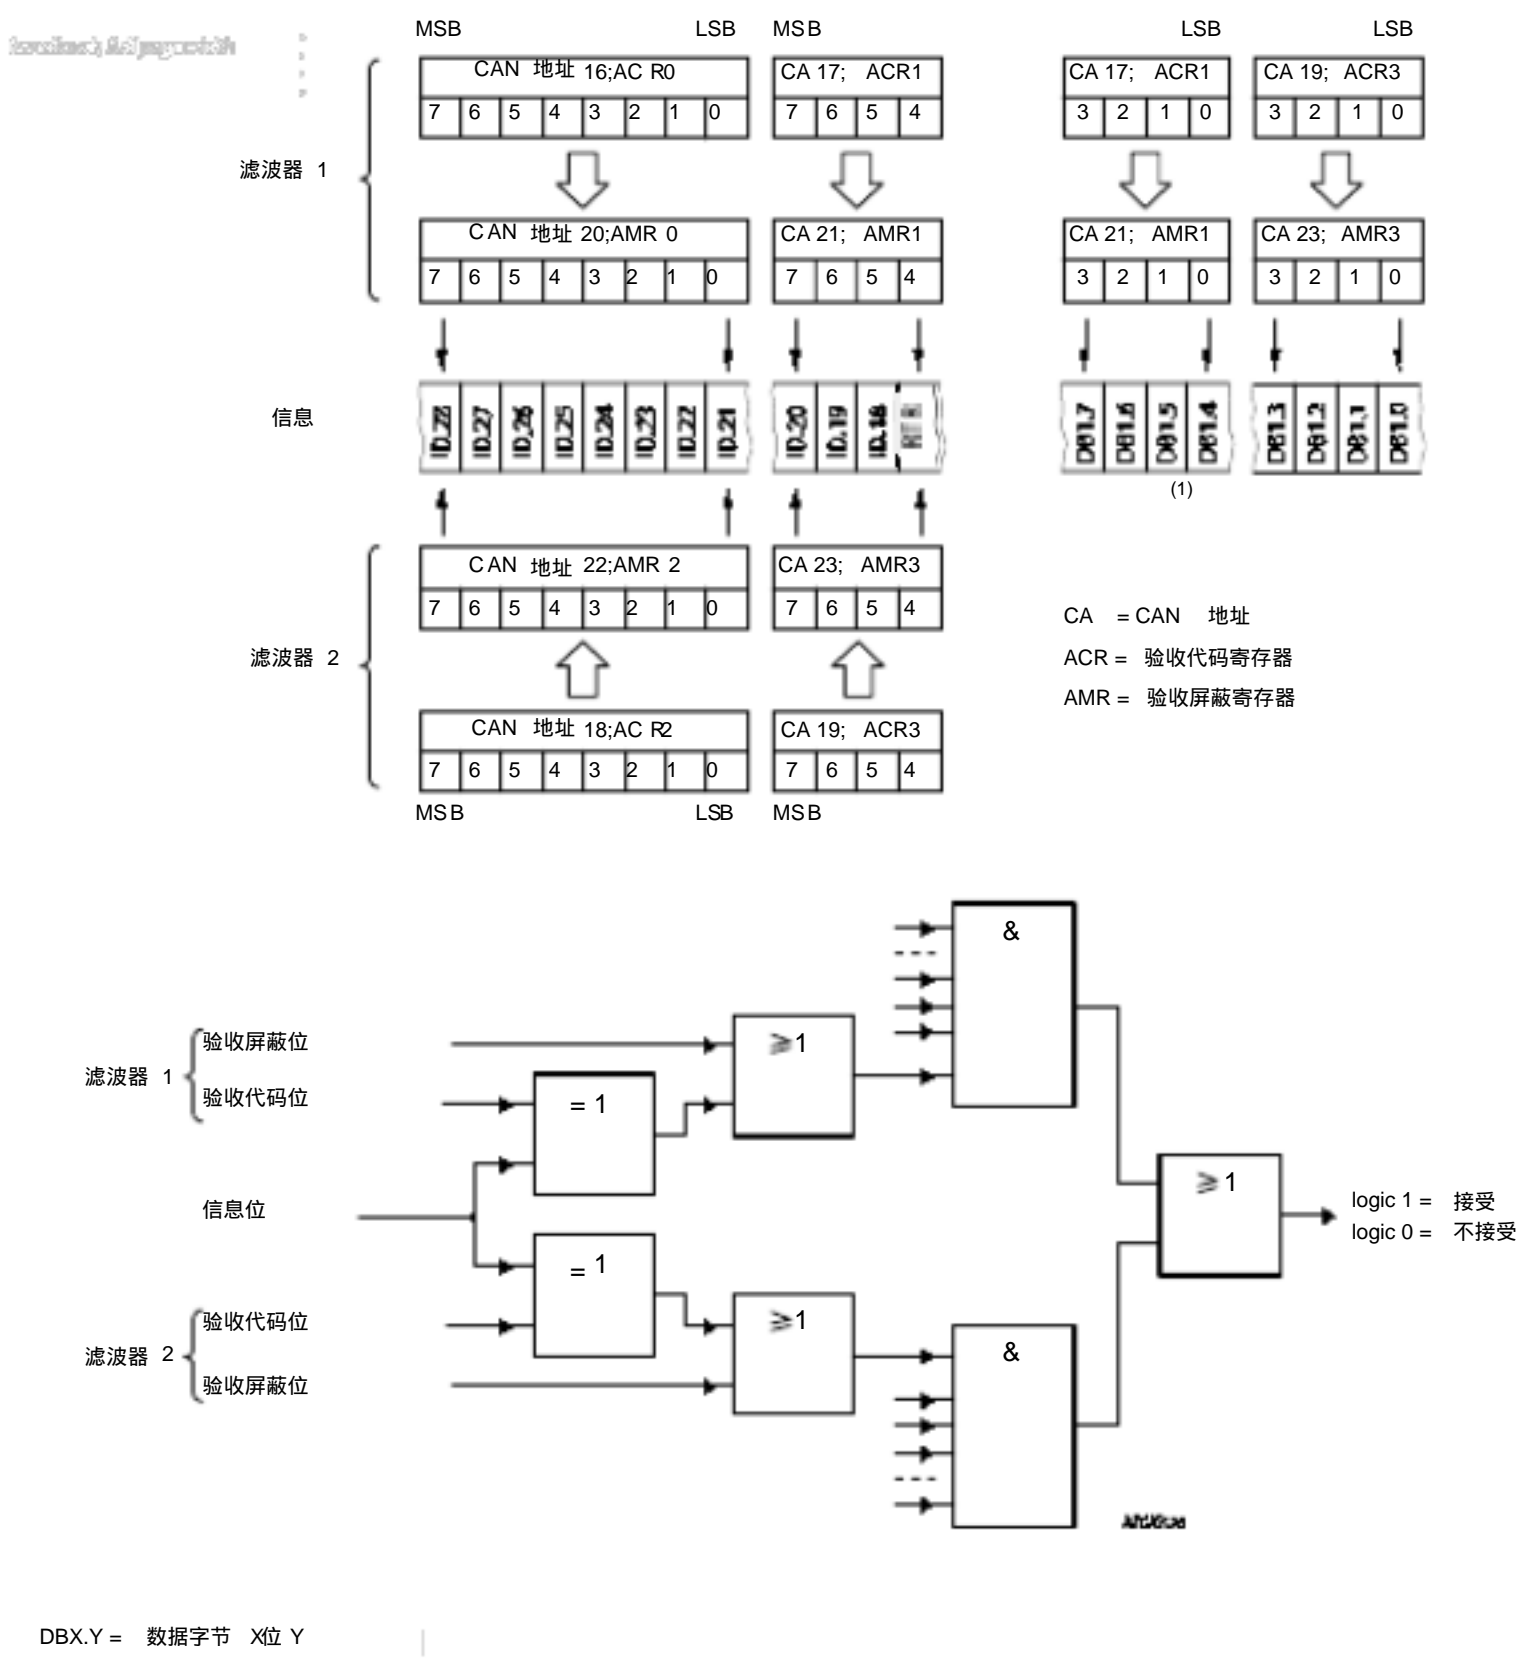 MSB LSB MSB LSB LSB
CAN 地址 16;ACR0 CA 17; ACR1 CA 17; ACR1 CA 19; ACR3
7 6 5 4 3 2 1 0 7 6 5 4 3 2 1 0 3 2 1 0
滤波器 1
CAN 地址 20;AMR0 CA 21; AMR1 CA 21; AMR1 CA 23; AMR3
7 6 5 4 3 2 1 0 7 6 5 4 3 2 1 0 3 2 1 0
信息
ID.28 ID.27 ID.26 ID.25 ID.24 ID.23 ID.22 ID.21 ID.20 ID.19 ID.18 RTR DB1.7 DB1.6 DB1.5 DB1.4 DB1.3 DB1.2 DB1.1 DB1.0
(1)
CAN 地址 22;AMR2 CA 23; AMR3
7 6 5 4 3 2 1 0 7 6 5 4
滤波器 2
CAN 地址 18;ACR2 CA 19; ACR3
7 6 5 4 3 2 1 0 7 6 5 4
MSB LSB MSB
CA = CAN 地址
ACR = 验收代码寄存器
AMR = 验收屏蔽寄存器
&
滤波器 1
验收屏蔽位
≥1
验收代码位
= 1
信息位
≥1
logic 1 = 接受
logic 0 = 不接受
= 1
滤波器 2
验收代码位
≥1
验收屏蔽位
&
DBX.Y = 数据字节 X位 Y